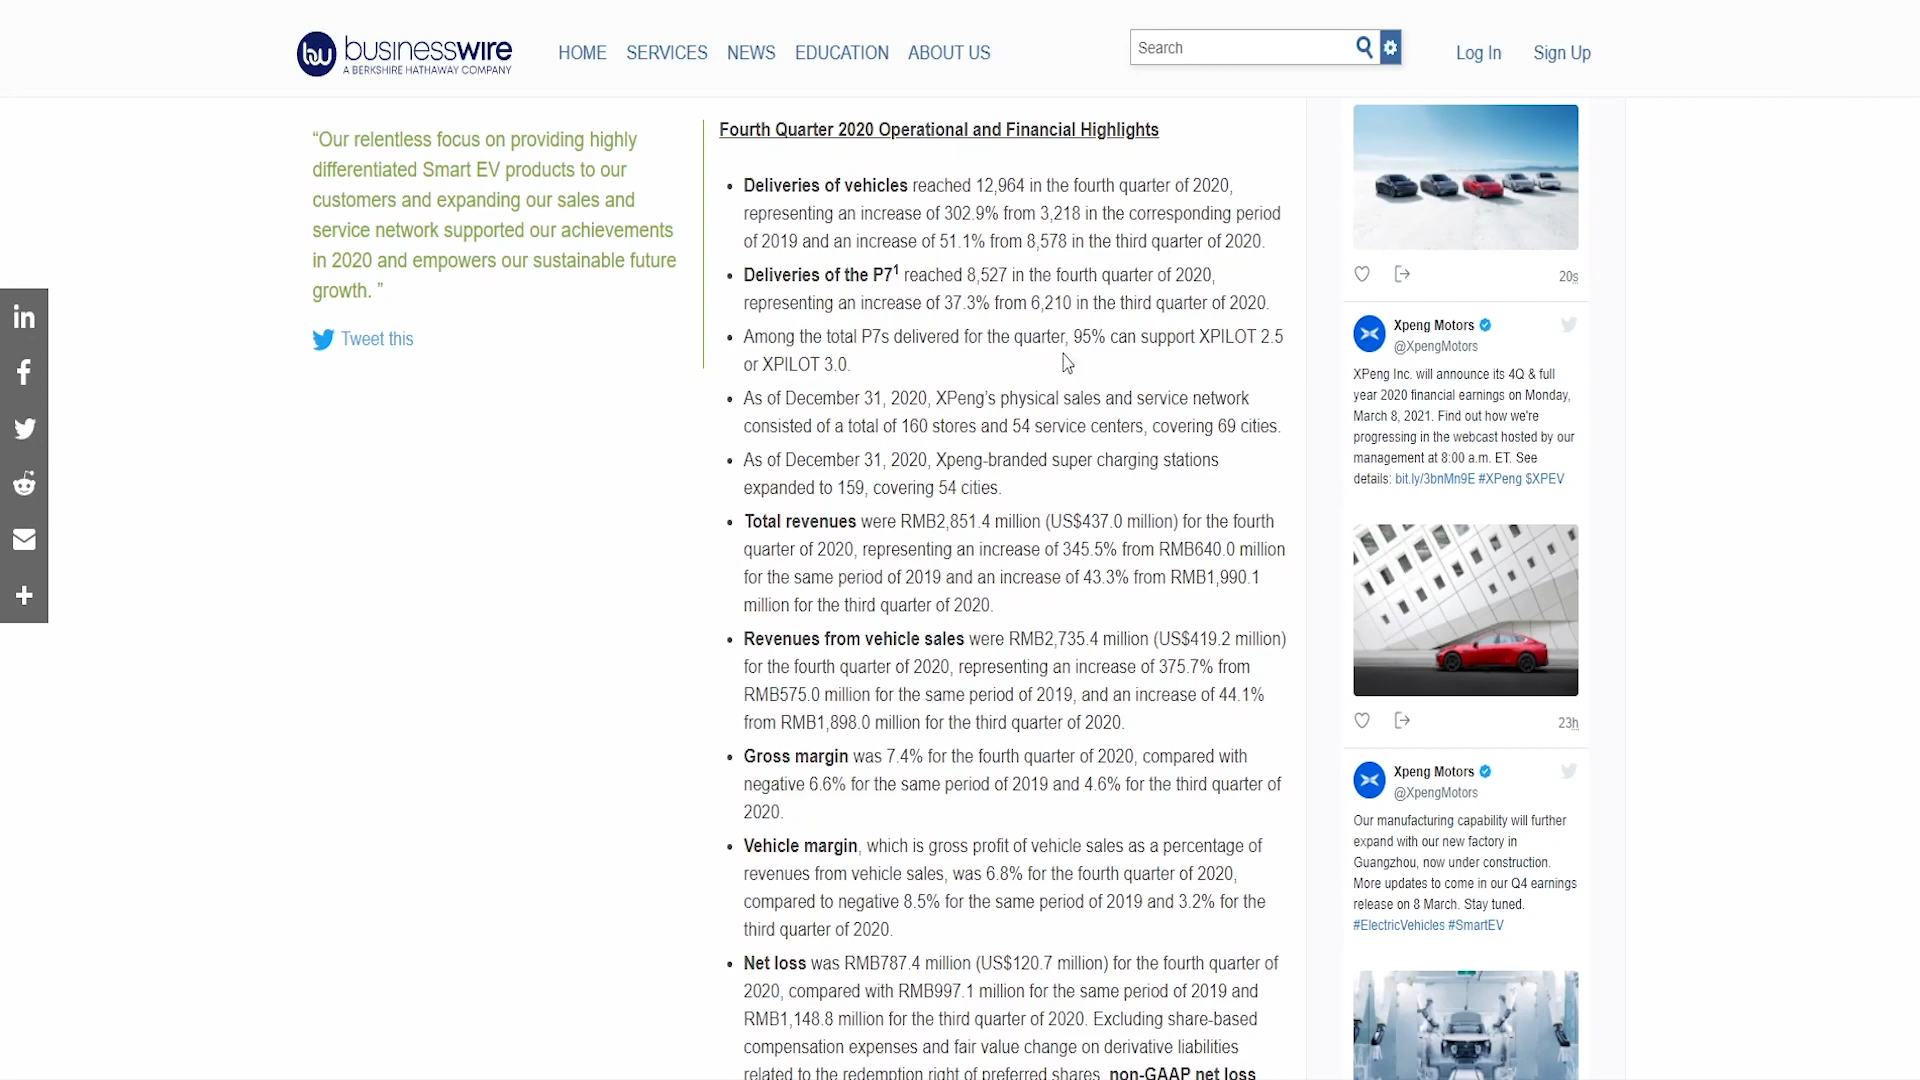 businesswire
A BERKSHIRE HATHAWAY COMPANY
HOME
SERVICES
NEWS
EDUCATION
ABOUT US
Search
Log In
Sign Up
“Our relentless focus on providing highly
differentiated Smart EV products to our
customers and expanding our sales and
service network supported our achievements
in 2020 and empowers our sustainable future
growth. ”
Tweet this
Fourth Quarter 2020 Operational and Financial Highlights
• Deliveries of vehicles reached 12,964 in the fourth quarter of 2020,
representing an increase of 302.9% from 3,218 in the corresponding period
of 2019 and an increase of 51.1% from 8,578 in the third quarter of 2020.
• Deliveries of the P7¹ reached 8,527 in the fourth quarter of 2020,
representing an increase of 37.3% from 6,210 in the third quarter of 2020.
• Among the total P7s delivered for the quarter, 95% can support XPILOT 2.5
or XPILOT 3.0.
• As of December 31, 2020, XPeng’s physical sales and service network
consisted of a total of 160 stores and 54 service centers, covering 69 cities.
• As of December 31, 2020, Xpeng-branded super charging stations
expanded to 159, covering 54 cities.
• Total revenues were RMB2,851.4 million (US$437.0 million) for the fourth
quarter of 2020, representing an increase of 345.5% from RMB640.0 million
for the same period of 2019 and an increase of 43.3% from RMB1,990.1
million for the third quarter of 2020.
• Revenues from vehicle sales were RMB2,735.4 million (US$419.2 million)
for the fourth quarter of 2020, representing an increase of 375.7% from
RMB575.0 million for the same period of 2019, and an increase of 44.1%
from RMB1,898.0 million for the third quarter of 2020.
• Gross margin was 7.4% for the fourth quarter of 2020, compared with
negative 6.6% for the same period of 2019 and 4.6% for the third quarter of
2020.
• Vehicle margin, which is gross profit of vehicle sales as a percentage of
revenues from vehicle sales, was 6.8% for the fourth quarter of 2020,
compared to negative 8.5% for the same period of 2019 and 3.2% for the
third quarter of 2020.
• Net loss was RMB787.4 million (US$120.7 million) for the fourth quarter of
2020, compared with RMB997.1 million for the same period of 2019 and
RMB1,148.8 million for the third quarter of 2020. Excluding share-based
compensation expenses and fair value change on derivative liabilities
related to the redemption right of preferred shares, non-GAAP net loss
20s
Xpeng Motors
@XpengMotors
XPeng Inc. will announce its 4Q & full
year 2020 financial earnings on Monday,
March 8, 2021. Find out how we're
progressing in the webcast hosted by our
management at 8:00 a.m. ET. See
details: bit.ly/3bnMn9E #XPeng $XPEV
23h
Xpeng Motors
@XpengMotors
Our manufacturing capability will further
expand with our new factory in
Guangzhou, now under construction.
More updates to come in our Q4 earnings
release on 8 March. Stay tuned.
#ElectricVehicles #SmartEV